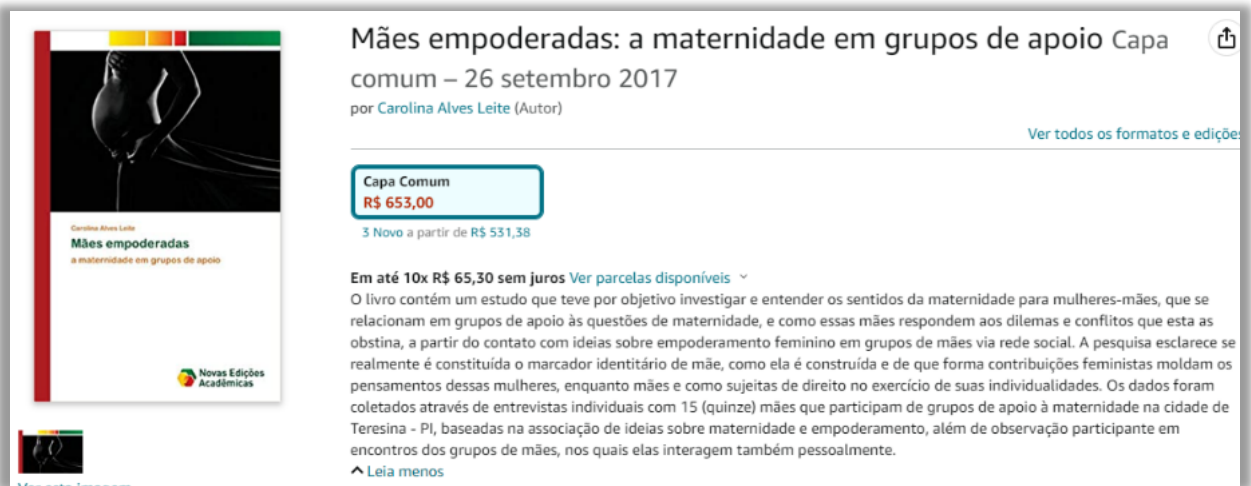 Mães empoderadas: a maternidade em grupos de apoio Capa
comum – 26 setembro 2017
por Carolina Alves Leite (Autor)
Ver todos os formatos e edições
Capa Comum
R$ 653,00
3 Novo a partir de R$ 531,38
Em até 10x R$ 65,30 sem juros Ver parcelas disponíveis
O livro contém um estudo que teve por objetivo investigar e entender os sentidos da maternidade para mulheres-mães, que se
relacionam em grupos de apoio às questões de maternidade, e como essas mães respondem aos dilemas e conflitos que esta as
obstina, a partir do contato com ideias sobre empoderamento feminino em grupos de mães via rede social. A pesquisa esclarece se
realmente é constituída o marcador identitário de mãe, como ela é construída e de que forma contribuições feministas moldam os
pensamentos dessas mulheres, enquanto mães e como sujeitas de direito no exercício de suas individualidades. Os dados foram
coletados através de entrevistas individuais com 15 (quinze) mães que participam de grupos de apoio à maternidade na cidade de
Teresina - PI, baseadas na associação de ideias sobre maternidade e empoderamento, além de observação participante em
encontros dos grupos de mães, nos quais elas interagem também pessoalmente.
Leia menos
Carolina Alves Leite
Mães empoderadas
a maternidade em grupos de apoio
Novas Edições
Acadêmicas